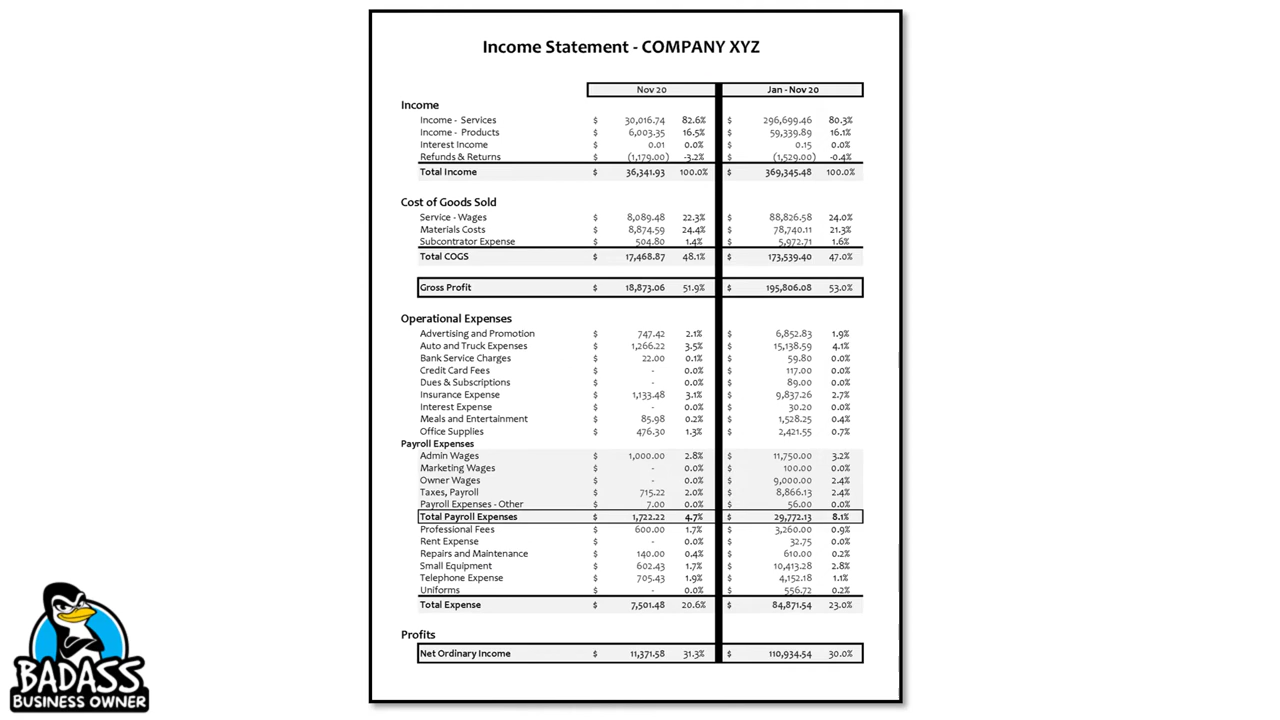 Income Statement - COMPANY XYZ
Nov 20 Jan - Nov 20
Income
Income - Services $ 30,016.74 82.6% $ 296,699.46 80.3%
Income - Products $ 6,003.35 16.5% $ 59,339.89 16.1%
Interest Income $ 0.01 0.0% $ 0.15 0.0%
Refunds & Returns $ (1,179.00) -3.2% $ (1,529.00) -0.4%
Total Income $ 36,341.93 100.0% $ 369,345.48 100.0%
Cost of Goods Sold
Service - Wages $ 8,089.48 22.3% $ 88,826.58 24.0%
Materials Costs $ 8,874.59 24.4% $ 78,740.11 21.3%
Subcontrator Expense $ 504.80 1.4% $ 5,972.71 1.6%
Total COGS $ 17,468.87 48.1% $ 173,539.40 47.0%
Gross Profit $ 18,873.06 51.9% $ 195,806.08 53.0%
Operational Expenses
Advertising and Promotion $ 747.42 2.1% $ 6,852.83 1.9%
Auto and Truck Expenses $ 1,266.22 3.5% $ 15,138.59 4.1%
Bank Service Charges $ 22.00 0.1% $ 59.80 0.0%
Credit Card Fees $ - 0.0% $ 117.00 0.0%
Dues & Subscriptions $ - 0.0% $ 89.00 0.0%
Insurance Expense $ 1,133.48 3.1% $ 9,837.26 2.7%
Interest Expense $ - 0.0% $ 30.20 0.0%
Meals and Entertainment $ 85.98 0.2% $ 1,528.25 0.4%
Office Supplies $ 476.30 1.3% $ 2,421.55 0.7%
Payroll Expenses
Admin Wages $ 1,000.00 2.8% $ 11,750.00 3.2%
Marketing Wages $ - 0.0% $ 100.00 0.0%
Owner Wages $ - 0.0% $ 9,000.00 2.4%
Taxes, Payroll $ 715.22 2.0% $ 8,866.13 2.4%
Payroll Expenses - Other $ 7.00 0.0% $ 56.00 0.0%
Total Payroll Expenses $ 1,722.22 4.7% $ 29,772.13 8.1%
Professional Fees $ 600.00 1.7% $ 3,260.00 0.9%
Rent Expense $ - 0.0% $ 32.75 0.0%
Repairs and Maintenance $ 140.00 0.4% $ 610.00 0.2%
Small Equipment $ 602.43 1.7% $ 10,413.28 2.8%
Telephone Expense $ 705.43 1.9% $ 4,152.18 1.1%
Uniforms $ - 0.0% $ 556.72 0.2%
Total Expense $ 7,501.48 20.6% $ 84,871.54 23.0%
Profits
Net Ordinary Income $ 11,371.58 31.3% $ 110,934.54 30.0%
BADASS
BUSINESS OWNER